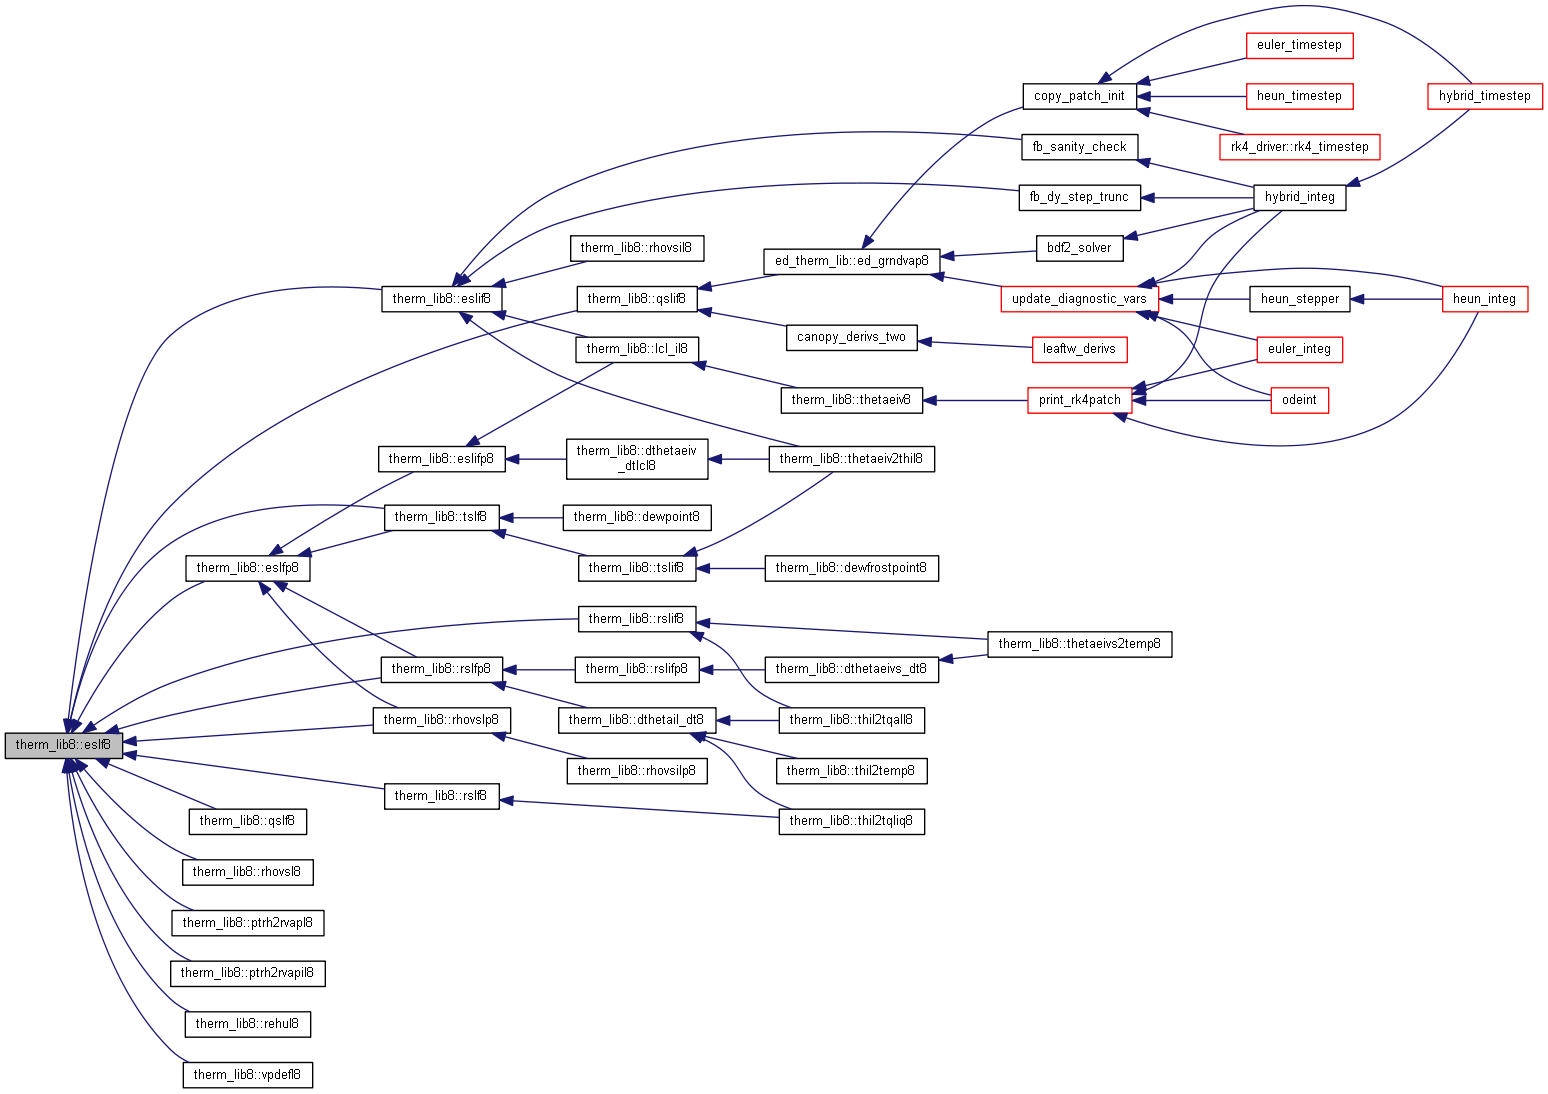 euler_timestep
copy_patch_init
heun_timestep
hybrid_timestep
fb_sanity_check
rk4_driver::rk4_timestep
fb_dy_step_trunc
hybrid_integ
therm_lib8::rhovsil8
bdf2_solver
ed_therm_lib::ed_grndvap8
therm_lib8::eslif8
therm_lib8::qslif8
update_diagnostic_vars
heun_stepper
heun_integ
canopy_derivs_two
therm_lib8::lcl_il8
leaftw_derivs
euler_integ
therm_lib8::thetaeiv8
print_rk4patch
odeint
therm_lib8::eslifp8
therm_lib8::dthetaeiv
_dtlcl8
therm_lib8::thetaeiv2thil8
therm_lib8::tslf8
therm_lib8::dewpoint8
therm_lib8::eslfp8
therm_lib8::tslif8
therm_lib8::dewfrostpoint8
therm_lib8::rslif8
therm_lib8::thetaeivs2temp8
therm_lib8::rslfp8
therm_lib8::rslifp8
therm_lib8::dthetaeivs_dt8
therm_lib8::rhovslp8
therm_lib8::dthetail_dt8
therm_lib8::thil2tqall8
therm_lib8::eslf8
therm_lib8::rhovsilp8
therm_lib8::thil2temp8
therm_lib8::rslf8
therm_lib8::qslf8
therm_lib8::thil2tqliq8
therm_lib8::rhovsl8
therm_lib8::ptrh2rvapl8
therm_lib8::ptrh2rvapil8
therm_lib8::rehul8
therm_lib8::vpdefl8